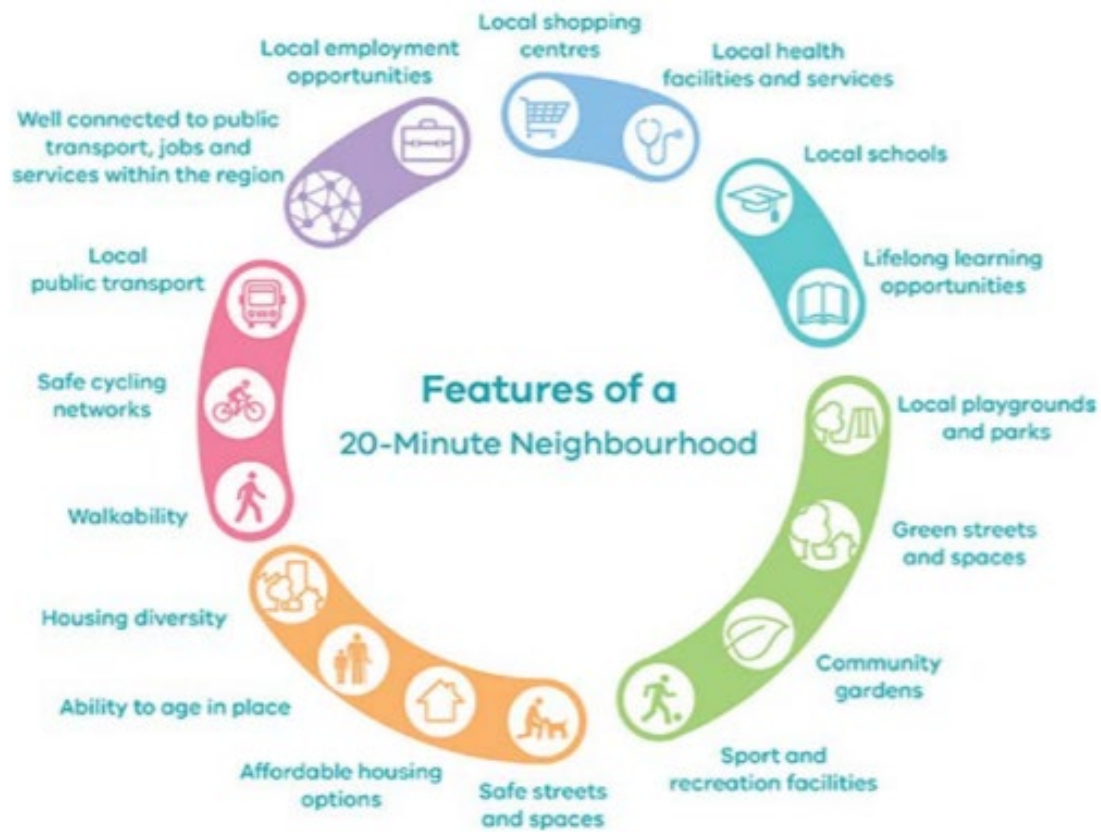 Features of a
20-Minute Neighbourhood
Local shopping
centres
Local health
facilities and services
Local schools
Lifelong learning
opportunities
Local playgrounds
and parks
Green streets
and spaces
Community
gardens
Sport and
recreation facilities
Safe streets
and spaces
Affordable housing
options
Ability to age in place
Housing diversity
Walkability
Safe cycling
networks
Local
public transport
Well connected to public
transport, jobs and
services within the region
Local employment
opportunities